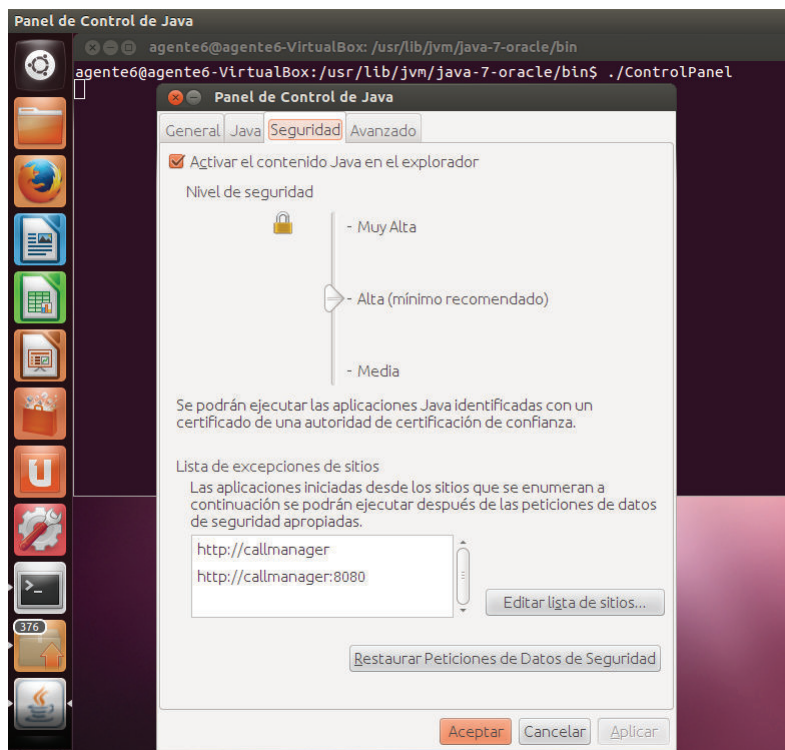 Panel de Control de Java
agente6@agente6-VirtualBox: /usr/lib/jvm/java-7-oracle/bin
agente6@agente6-VirtualBox:/usr/lib/jvm/java-7-oracle/bin$ ./ControlPanel
Panel de Control de Java
General Java Seguridad Avanzado
Activar el contenido Java en el explorador
Nivel de seguridad
- Muy Alta
- Alta (mínimo recomendado)
- Media
Se podrán ejecutar las aplicaciones Java identificadas con un
certificado de una autoridad de certificación de confianza.
Lista de excepciones de sitios
Las aplicaciones iniciadas desde los sitios que se enumeran a
continuación se podrán ejecutar después de las peticiones de datos
de seguridad apropiadas.
http://callmanager
http://callmanager:8080
Editar lista de sitios...
376
Restaurar Peticiones de Datos de Seguridad
Aceptar Cancelar Aplicar